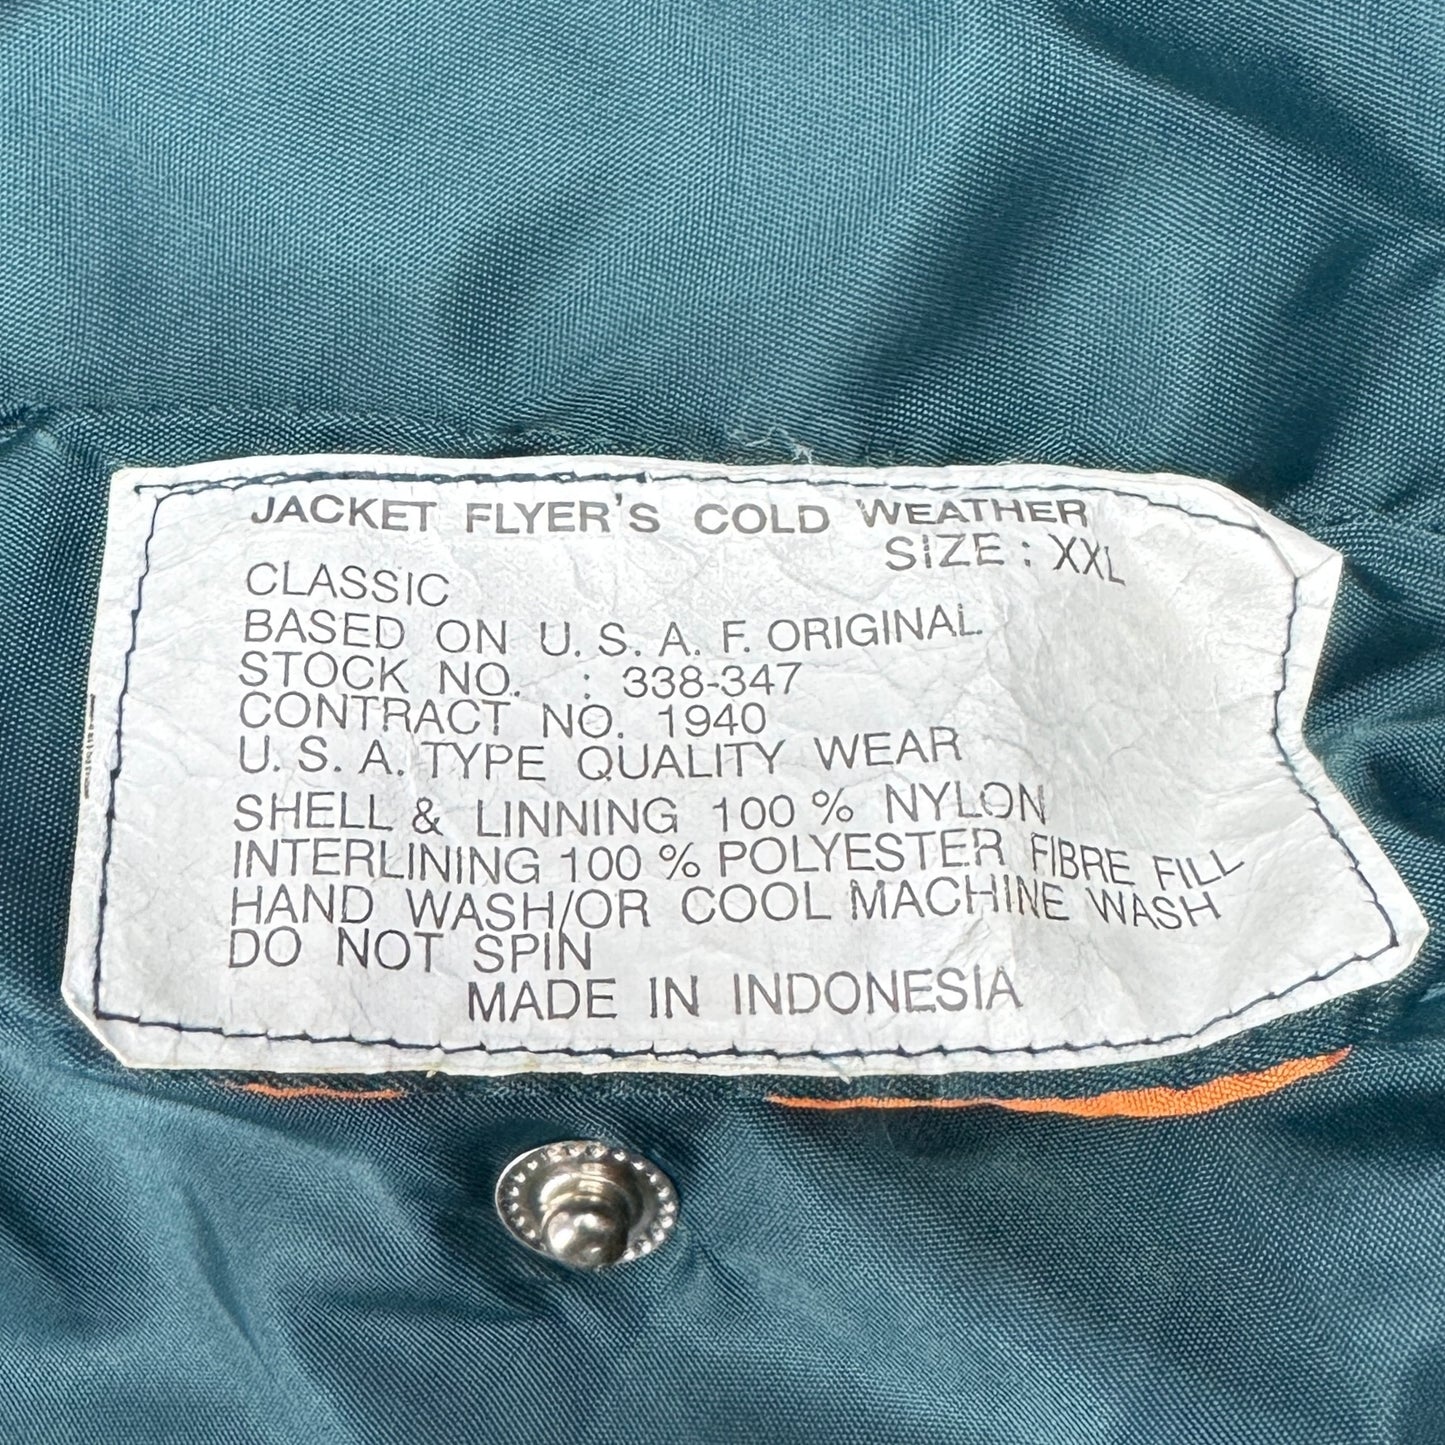 JACKET FLYER'S COLD WEATHER
SIZE : XXL
CLASSIC
BASED ON U. S. A. F. ORIGINAL
STOCK NO. : 338-347
CONTRACT NO. 1940
U. S. A. TYPE QUALITY WEAR
SHELL & LINNING 100 % NYLON
INTERLINING 100 % POLYESTER FIBRE FILL
HAND WASH/OR COOL MACHINE WASH
DO NOT SPIN
MADE IN INDONESIA